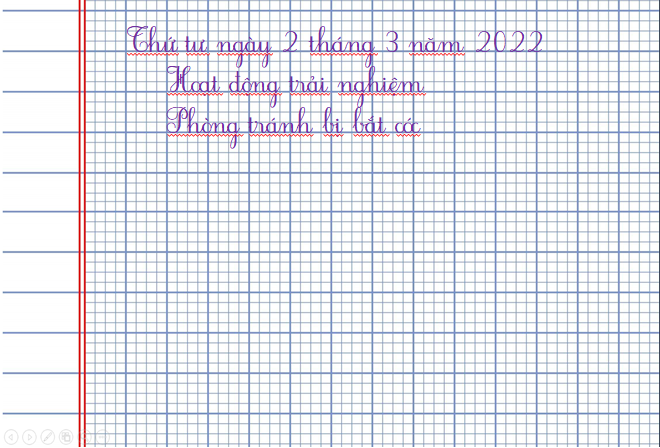 Thứ tư ngày 2 tháng 3 năm 2022
Hoạt động trải nghiệm
Phòng tránh bị bắt cóc